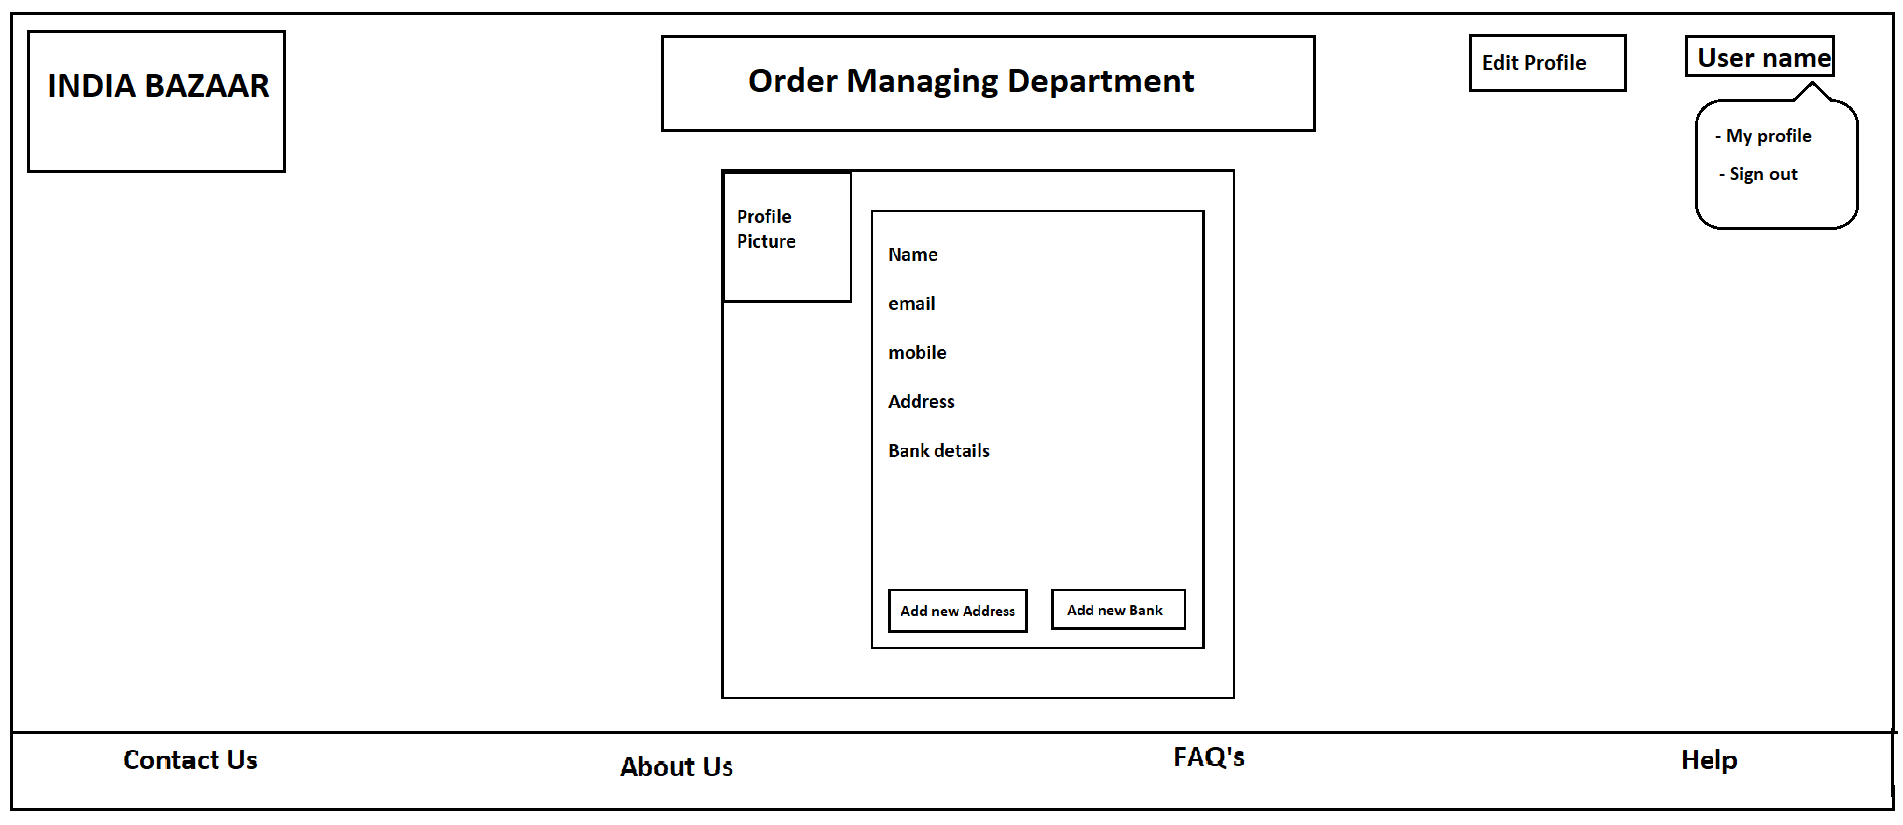 INDIA BAZAAR
Order Managing Department
Edit Profile
User name
- My profile
- Sign out
Profile
Picture
Name
email
mobile
Address
Bank details
Add new Address
Add new Bank
Contact Us
About Us
FAQ's
Help